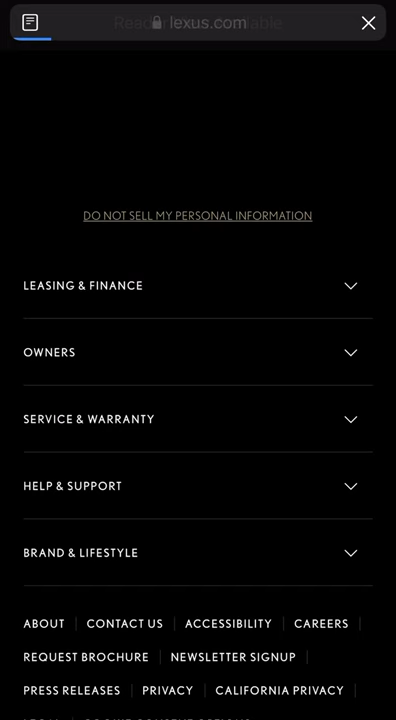 lexus.com
DO NOT SELL MY PERSONAL INFORMATION
LEASING & FINANCE
OWNERS
SERVICE & WARRANTY
HELP & SUPPORT
BRAND & LIFESTYLE
ABOUT CONTACT US ACCESSIBILITY CAREERS
REQUEST BROCHURE NEWSLETTER SIGNUP
PRESS RELEASES PRIVACY CALIFORNIA PRIVACY